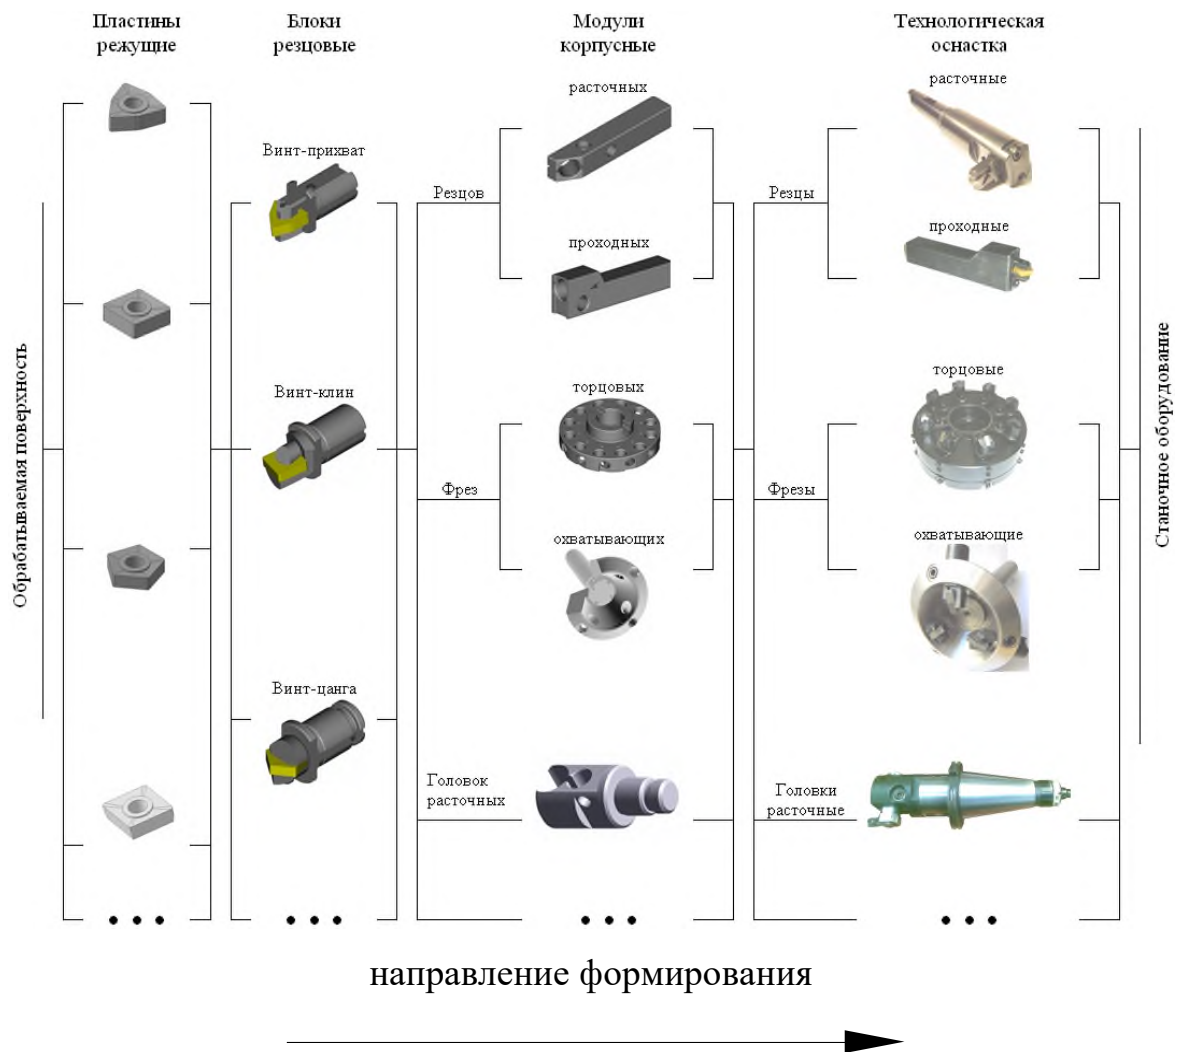 Пластины
режущие
Блоки
резцовые
Модули
корпусные
Технологическая
оснастка
расточных
расточные
Винт-прихват
Резцов
Резцы
проходных
проходные
Обрабатываемая поверхность
Станочное оборудование
Винт-клин
торцовых
торцовые
Фрез
Фрезы
охватывающих
охватывающие
Винт-цанга
Головок
расточных
Головки
расточные
направление формирования